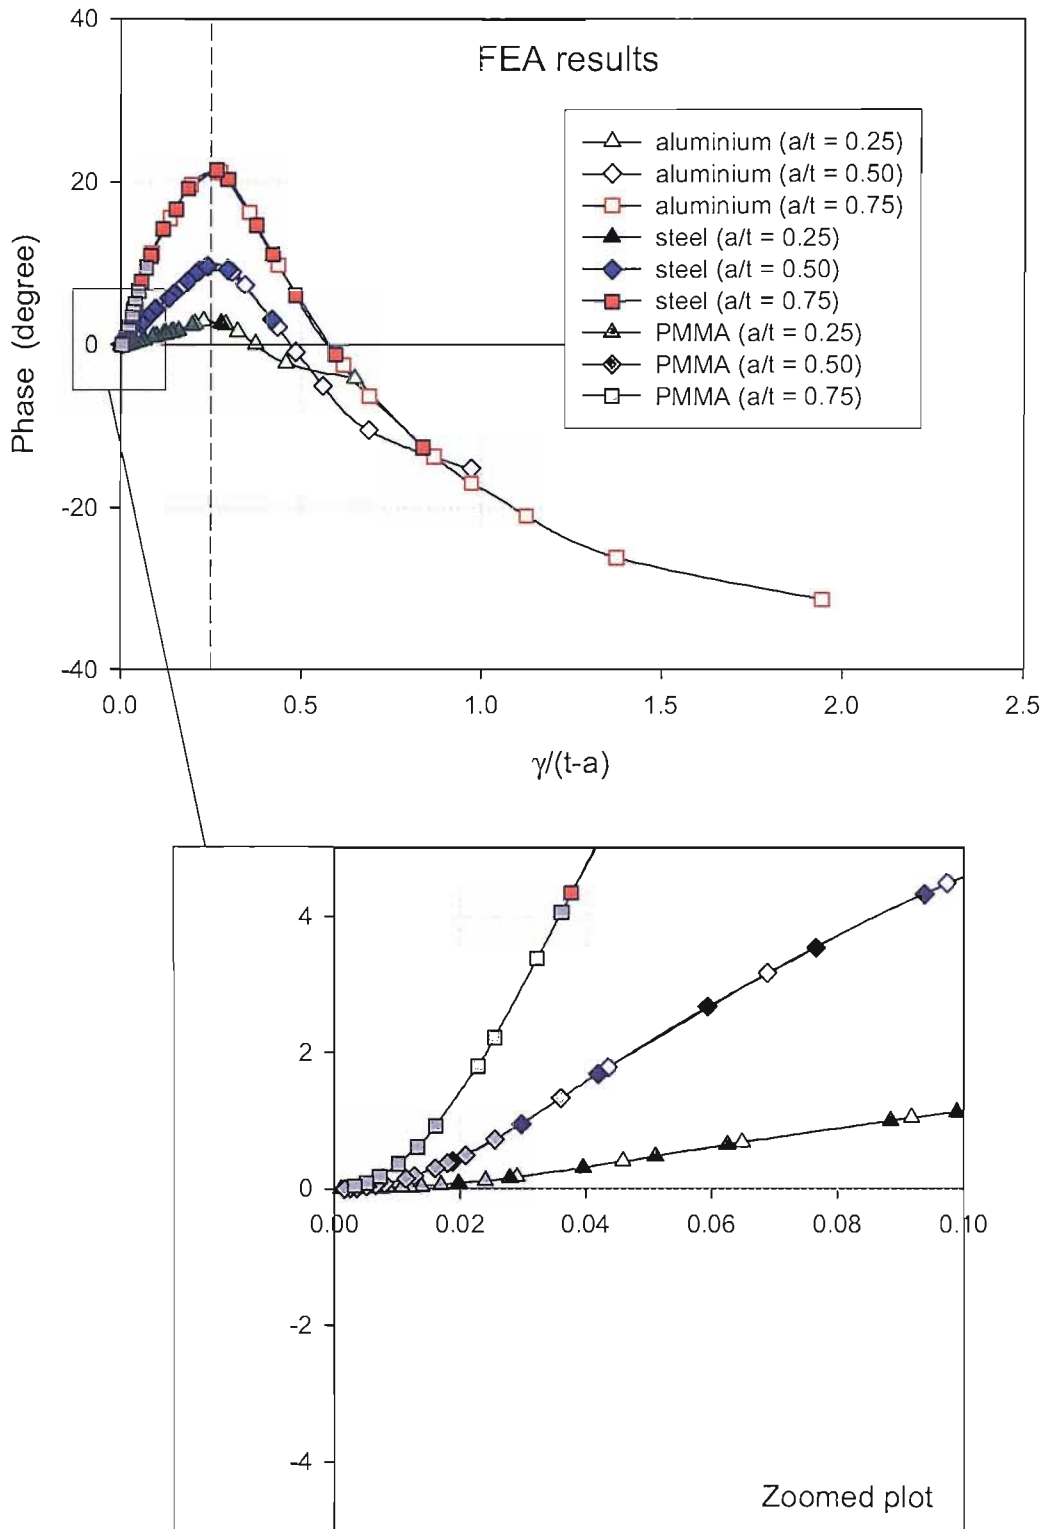 40
FEA results
aluminium (a/t = 0.25)
aluminium (a/t = 0.50)
aluminium (a/t = 0.75)
steel (a/t = 0.25)
steel (a/t = 0.50)
steel (a/t = 0.75)
PMMA (a/t = 0.25)
PMMA (a/t = 0.50)
PMMA (a/t = 0.75)
20
0
-20
-40
Phase (degree)
0.0 0.5 1.0 1.5 2.0 2.5
γ/(t-a)
4
2
0
0.00 0.02 0.04 0.06 0.08 0.10
-2
-4
Zoomed plot